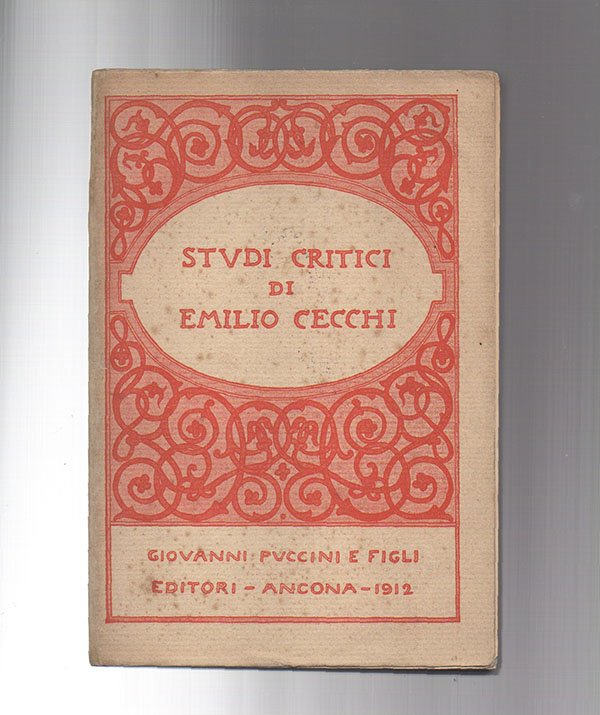 STVDI CRITICI
DI
EMILIO CECCHI
GIOVANNI PVCCINI E FIGLI
EDITORI - ANCONA - 1912